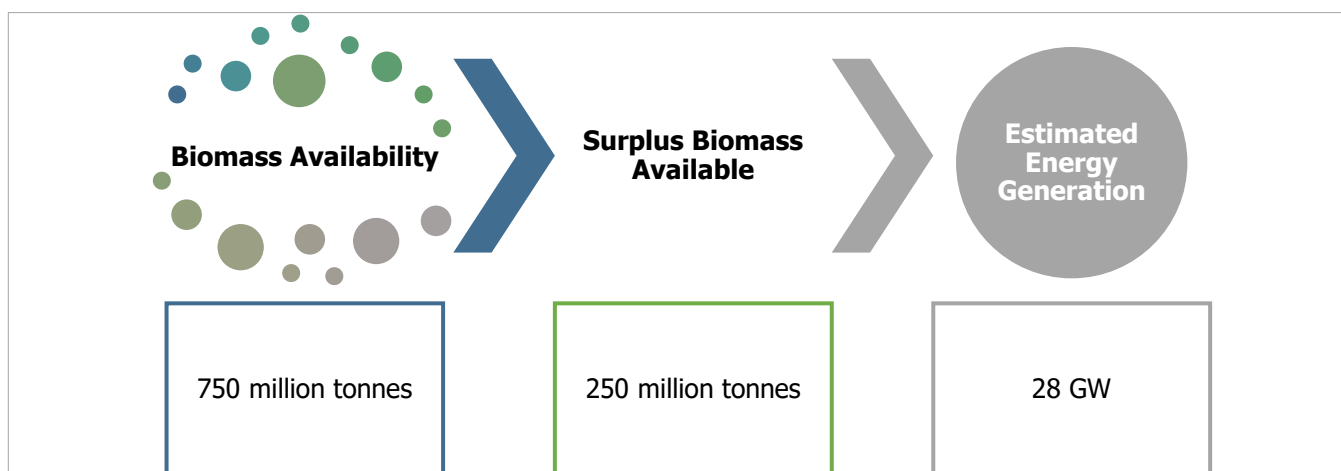 Biomass Availability
Surplus Biomass
Available
Estimated
Energy
Generation
750 million tonnes
250 million tonnes
28 GW